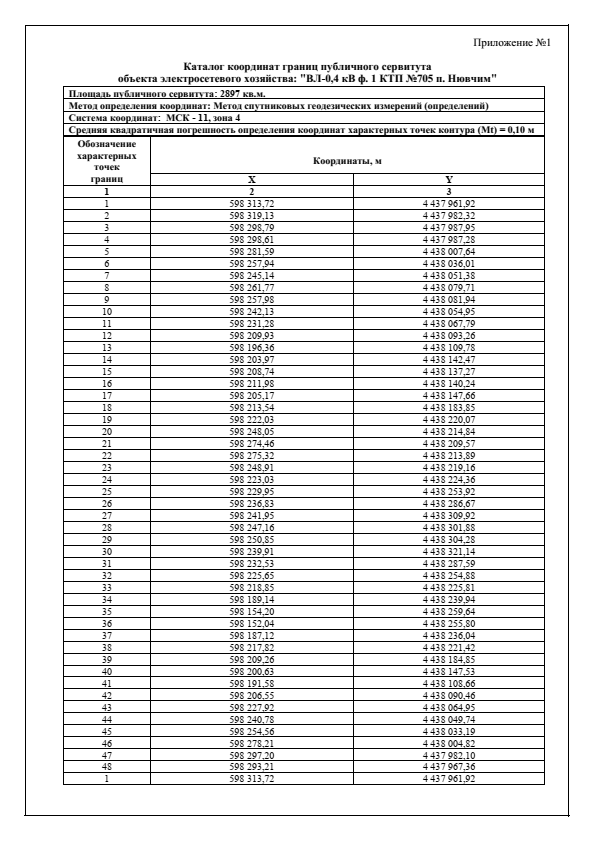 Приложение №1
Каталог координат границ публичного сервитута
объекта электросетевого хозяйства: "ВЛ-0,4 кВ ф. 1 КТП №705 п. Нювчим"
Площадь публичного сервитута: 2897 кв.м.
Метод определения координат: Метод спутниковых геодезических измерений (определений)
Система координат: МСК - 11, зона 4
Средняя квадратичная погрешность определения координат характерных точек контура (Mt) = 0,10 м
Обозначение
характерных
точек
границ
Координаты, м
X Y
1 2 3
1 598 313,72 4 437 961,92
2 598 319,13 4 437 982,32
3 598 298,79 4 437 987,95
4 598 298,61 4 437 987,28
5 598 281,59 4 438 007,64
6 598 257,94 4 438 036,01
7 598 245,14 4 438 051,38
8 598 261,77 4 438 079,71
9 598 257,98 4 438 081,94
10 598 242,13 4 438 054,95
11 598 231,28 4 438 067,79
12 598 209,93 4 438 093,26
13 598 196,36 4 438 109,78
14 598 203,97 4 438 142,47
15 598 208,74 4 438 137,27
16 598 211,98 4 438 140,24
17 598 205,17 4 438 147,66
18 598 213,54 4 438 183,85
19 598 222,03 4 438 220,07
20 598 248,05 4 438 214,84
21 598 274,46 4 438 209,57
22 598 275,32 4 438 213,89
23 598 248,91 4 438 219,16
24 598 223,03 4 438 224,36
25 598 229,95 4 438 253,92
26 598 236,83 4 438 286,67
27 598 241,95 4 438 309,92
28 598 247,16 4 438 301,88
29 598 250,85 4 438 304,28
30 598 239,91 4 438 321,14
31 598 232,53 4 438 287,59
32 598 225,65 4 438 254,88
33 598 218,85 4 438 225,81
34 598 189,14 4 438 239,94
35 598 154,20 4 438 259,64
36 598 152,04 4 438 255,80
37 598 187,12 4 438 236,04
38 598 217,82 4 438 221,42
39 598 209,26 4 438 184,85
40 598 200,63 4 438 147,53
41 598 191,58 4 438 108,66
42 598 206,55 4 438 090,46
43 598 227,92 4 438 064,95
44 598 240,78 4 438 049,74
45 598 254,56 4 438 033,19
46 598 278,21 4 438 004,82
47 598 297,20 4 437 982,10
48 598 293,21 4 437 967,36
1 598 313,72 4 437 961,92